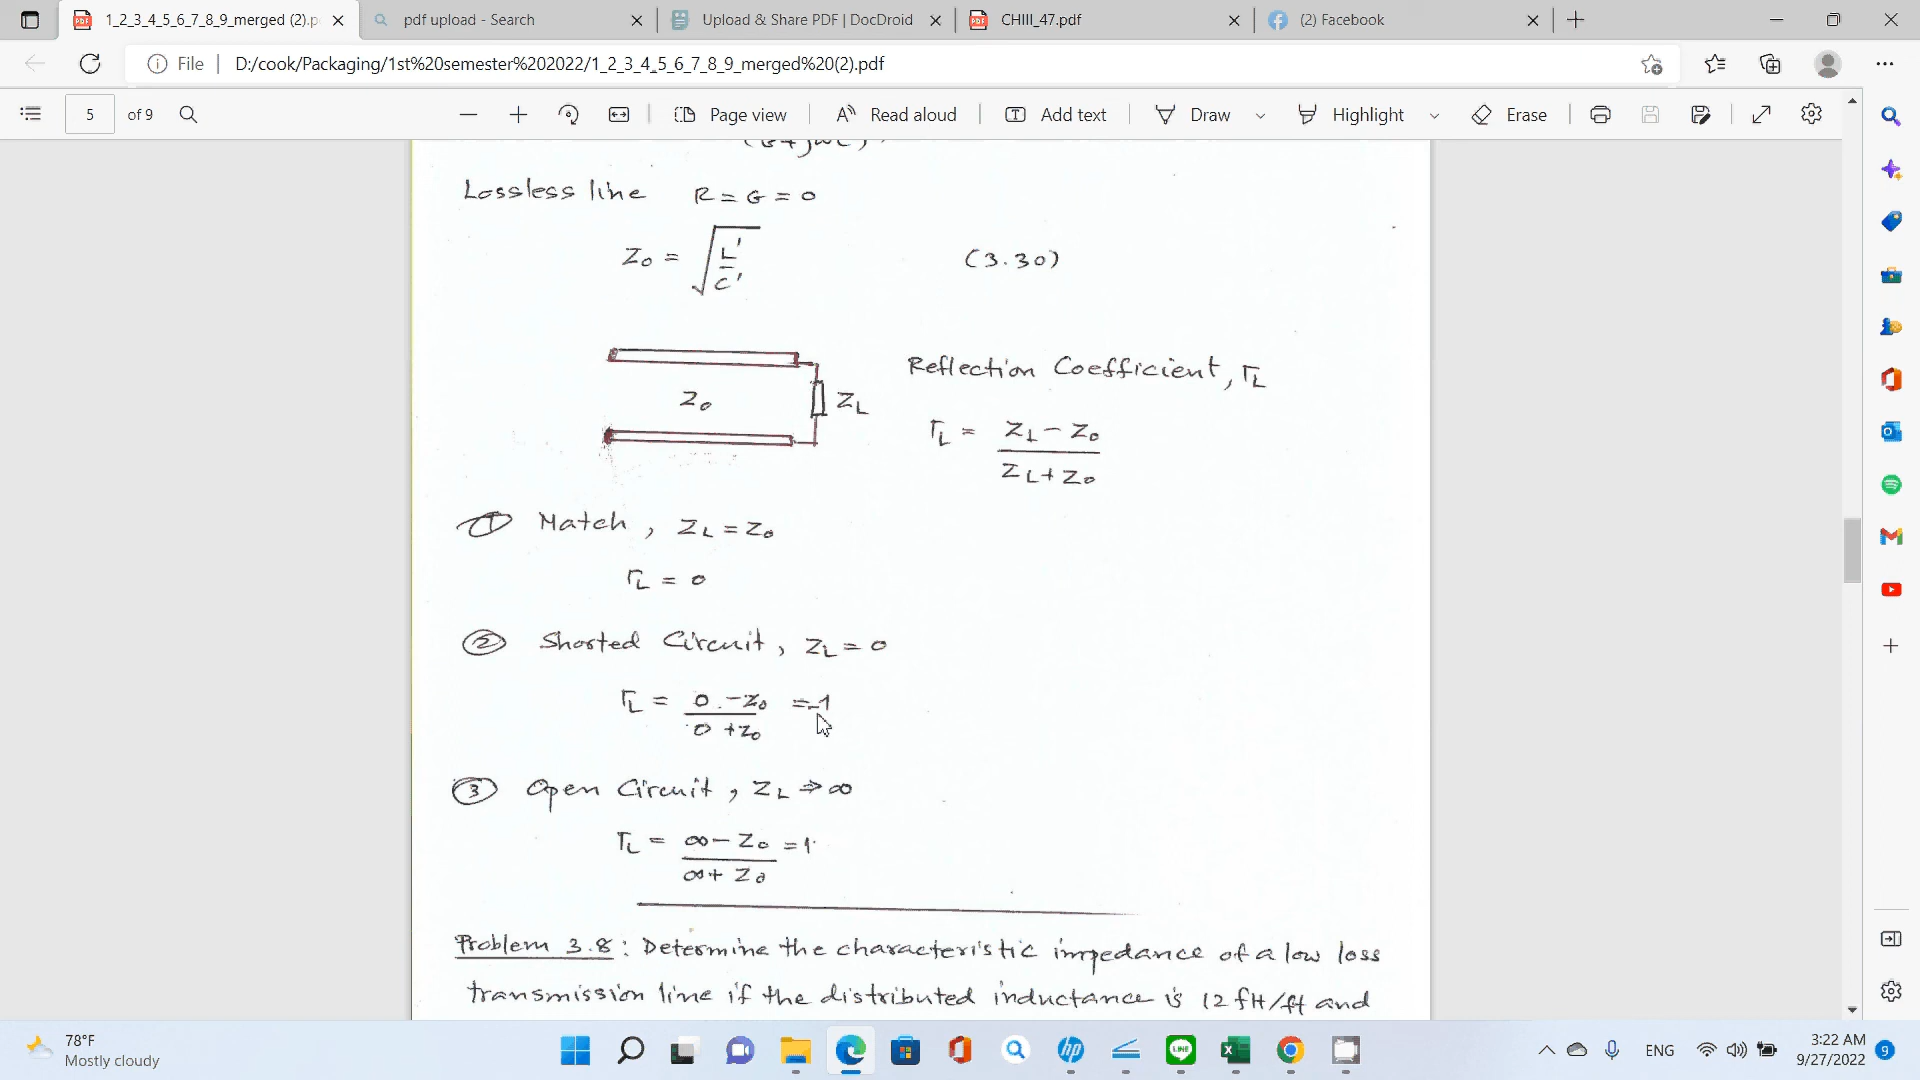 1_2_3_4_5_6_7_8_9_merged (2).p
pdf upload - Search
Upload & Share PDF | DocDroid
CHIII_47.pdf
(2) Facebook
File
D:/cook/Packaging/1st%20semester%202022/1_2_3_4_5_6_7_8_9_merged%20(2).pdf
5 of 9
Page view
Read aloud
Add text
Draw
Highlight
Erase
Lossless line R = G = 0
Z₀ = √(L'/C') (3.30)
Reflection Coefficient, Γ_L
Z₀ Z_L
Γ_L = (Z_L - Z₀)/(Z_L + Z₀)
① Match, Z_L = Z₀
Γ_L = 0
② Shorted Circuit, Z_L = 0
Γ_L = (0 - Z₀)/(0 + Z₀) = -1
③ Open Circuit, Z_L ⇒ ∞
Γ_L = (∞ - Z₀)/(∞ + Z₀) = 1
Problem 3.8 : Determine the characteristic impedance of a low loss
transmission line if the distributed inductance is 12 fH/ft and
78°F
Mostly cloudy
ENG
3:22 AM
9/27/2022
9